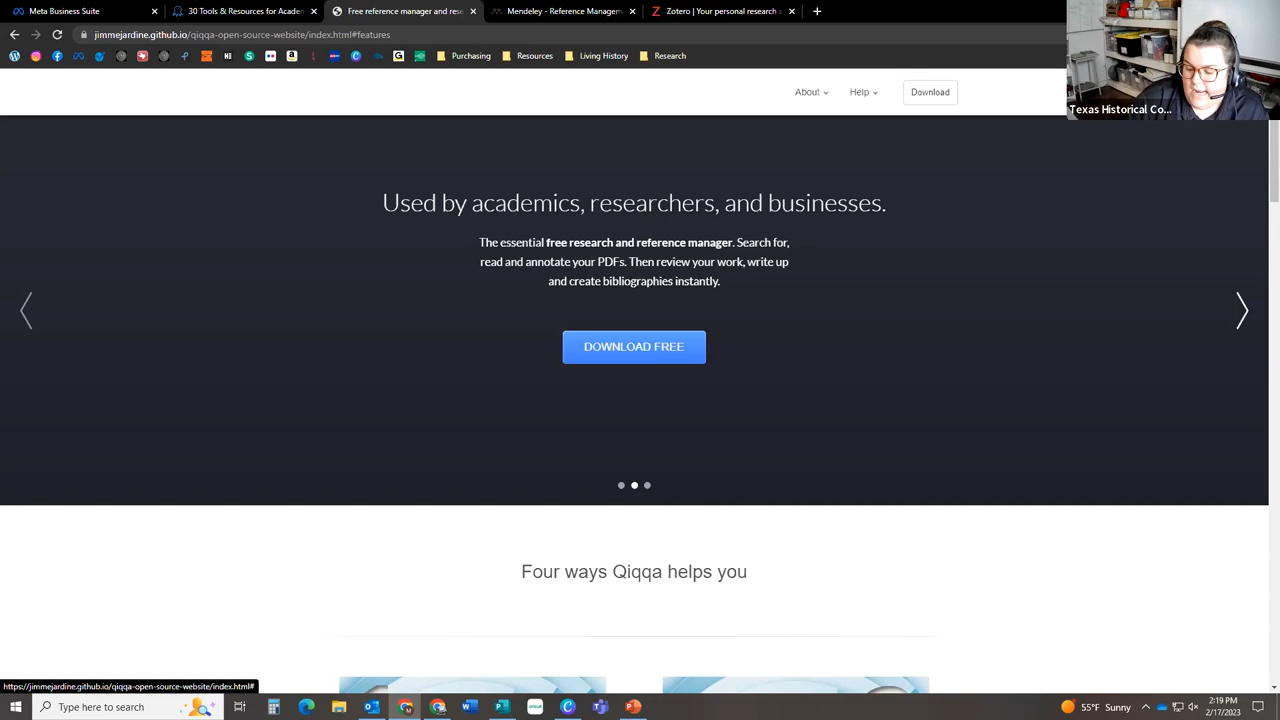 Meta Business Suite
30 Tools & Resources for Acader
Free reference manager and rese
Mendeley - Reference Managem
Zotero | Your personal research a
jimmejardine.github.io/qiqqa-open-source-website/index.html#features
Purchasing
Resources
Living History
Research
About
Help
Download
Texas Historical Co...
Used by academics, researchers, and businesses.
The essential free research and reference manager. Search for,
read and annotate your PDFs. Then review your work, write up
and create bibliographies instantly.
DOWNLOAD FREE
Four ways Qiqqa helps you
https://jimmejardine.github.io/qiqqa-open-source-website/index.html#
Type here to search
55°F Sunny
2:19 PM
2/17/2023